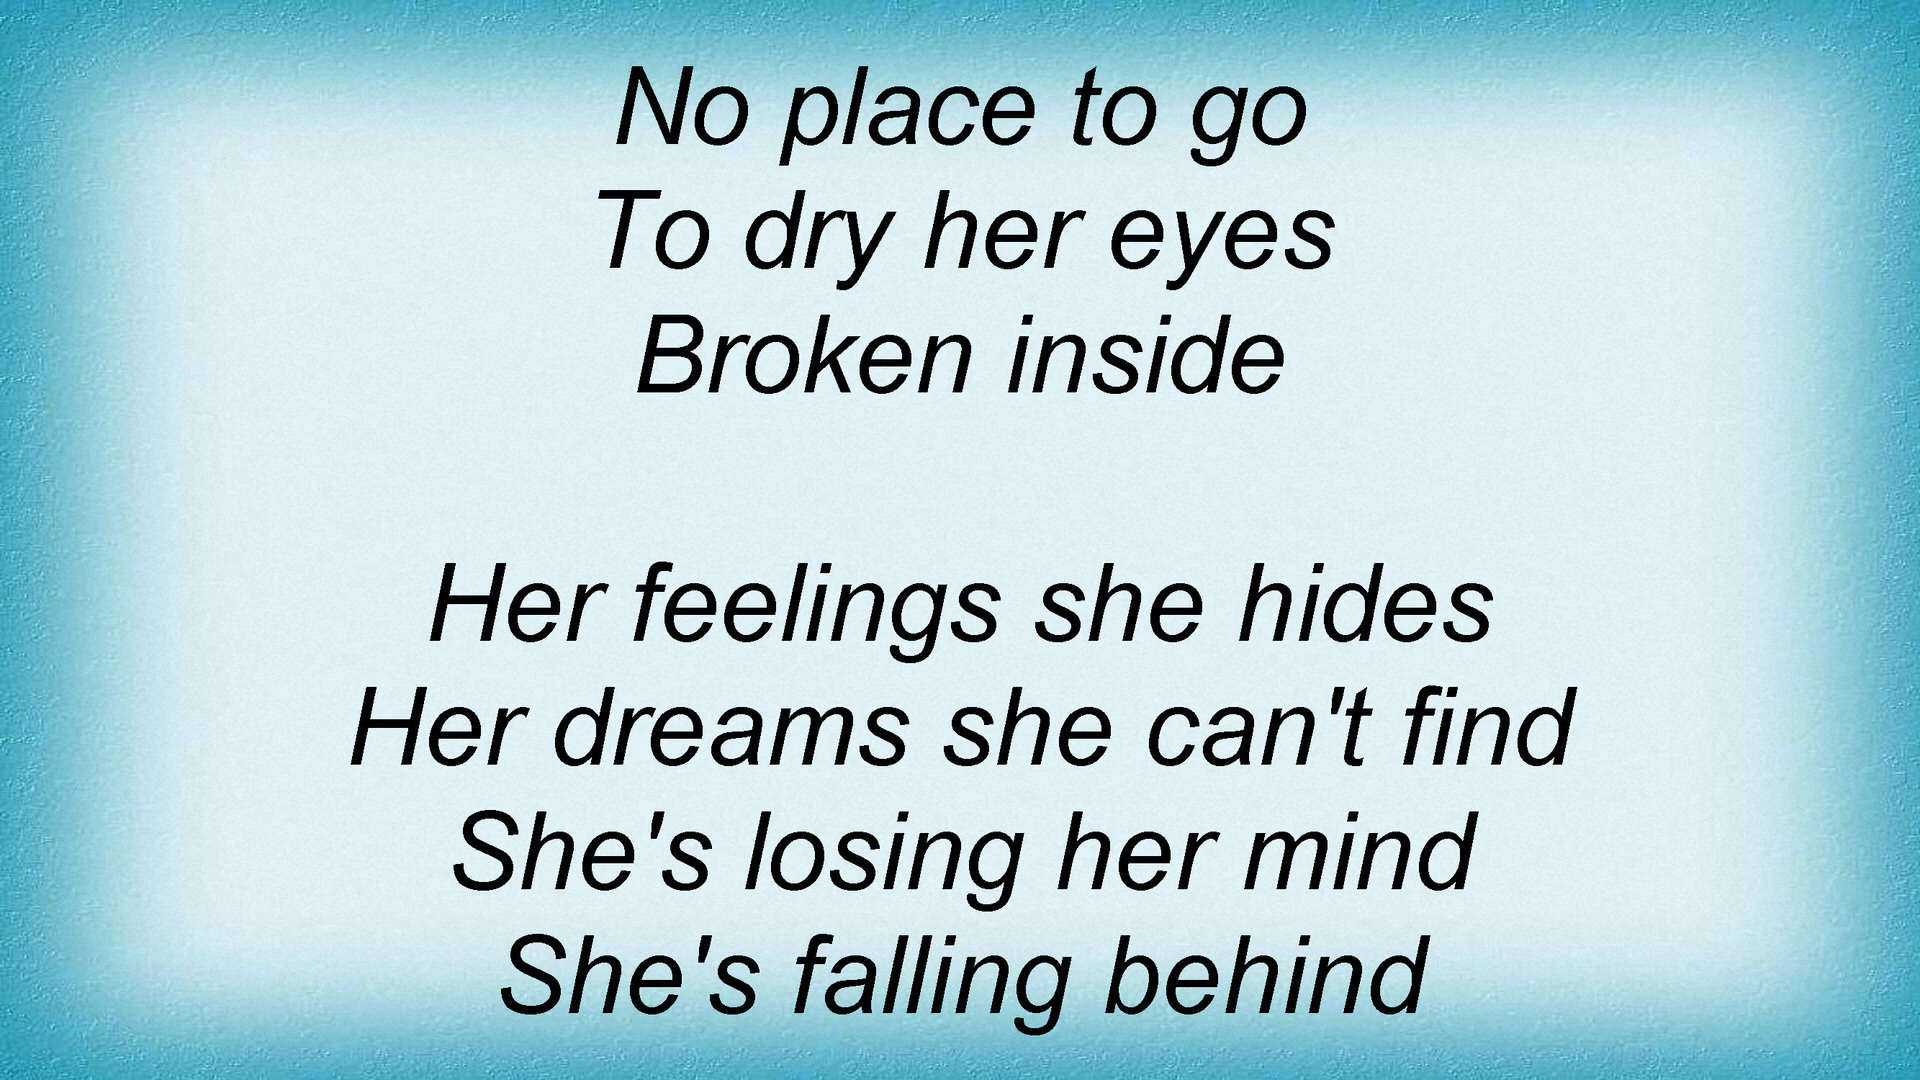 No place to go
To dry her eyes
Broken inside
Her feelings she hides
Her dreams she can't find
She's losing her mind
She's falling behind